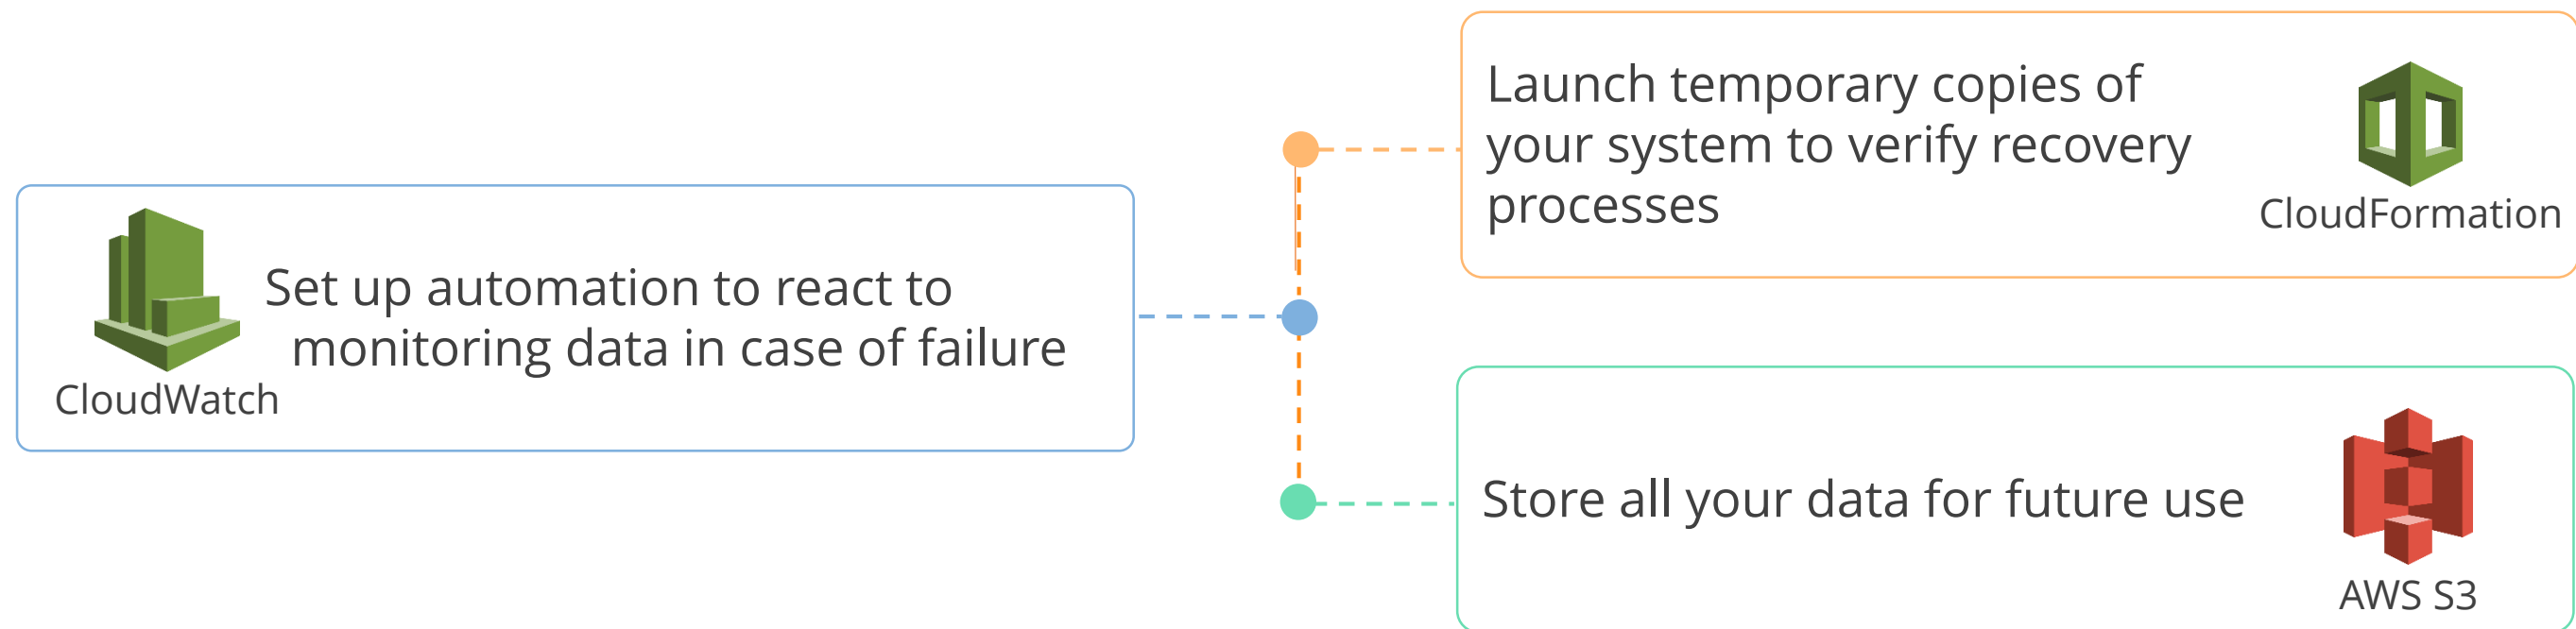 Launch temporary copies of
your system to verify recovery
processes
CloudFormation
Set up automation to react to
monitoring data in case of failure
CloudWatch
Store all your data for future use
AWS S3